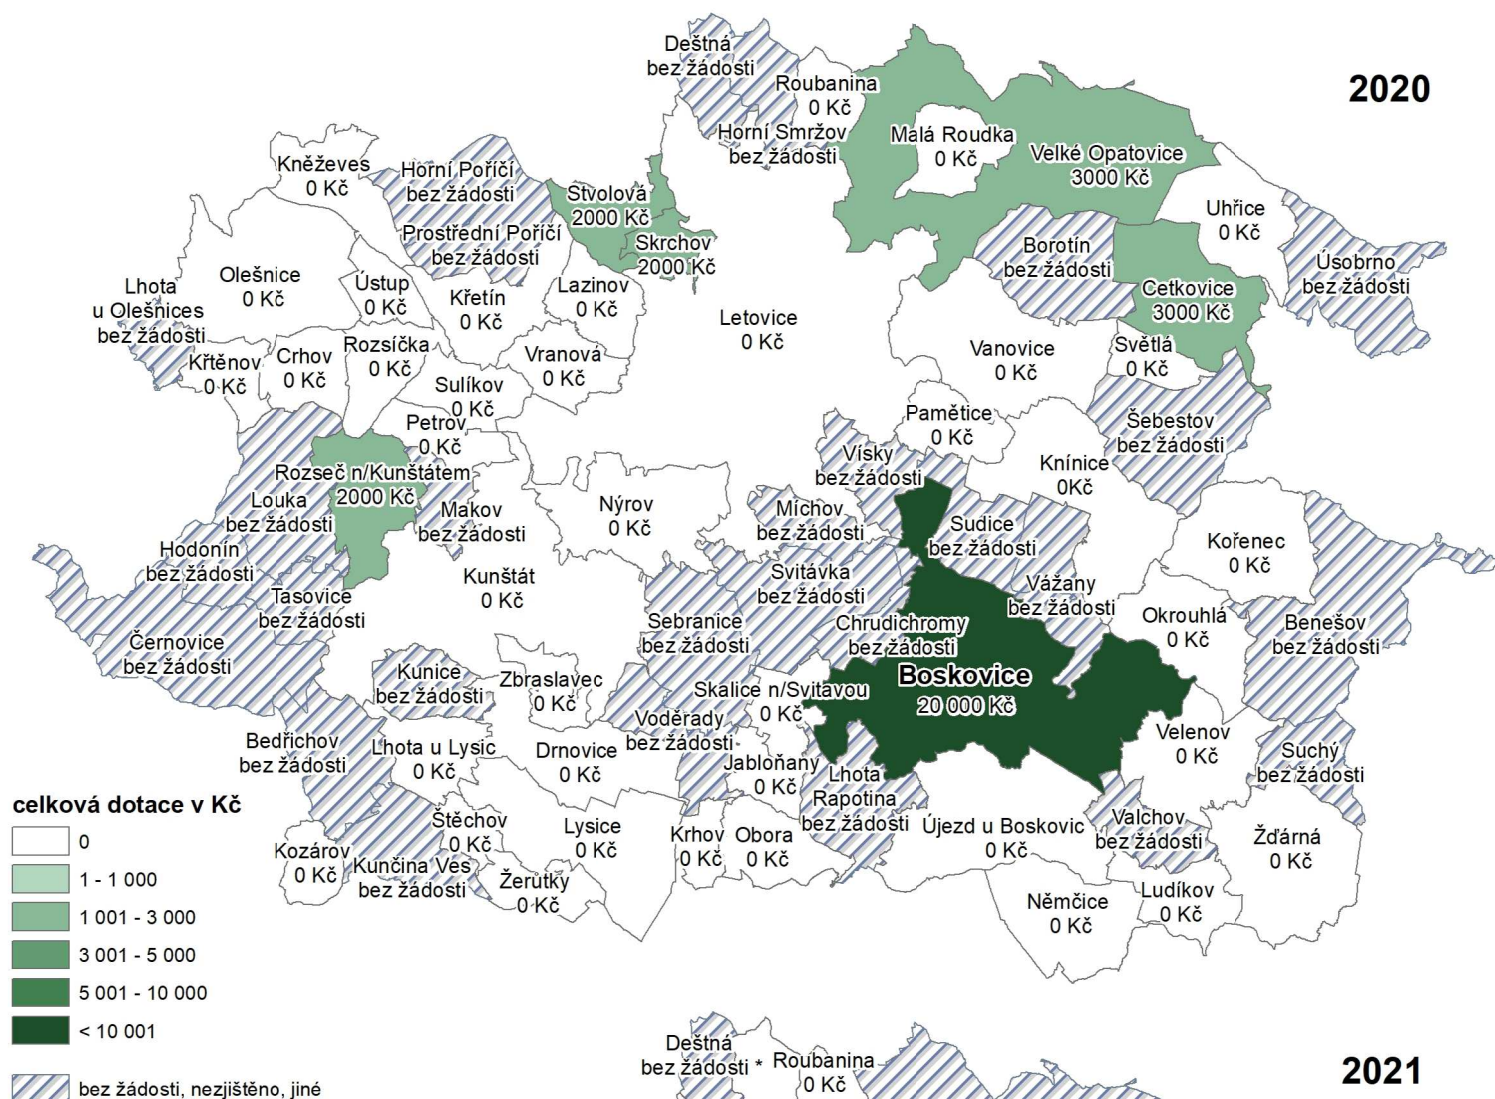 2020
Deštná
bez žádosti
Roubanina
0 Kč
Horní Smržov
bez žádosti
Malá Roudka
0 Kč
Velké Opatovice
3000 Kč
Kněževes
0 Kč
Horní Poříčí
bez žádosti
Prostřední Poříčí
bez žádosti
Stvolová
2000 Kč
Skrchov
2000 Kč
Uhřice
0 Kč
Borotín
bez žádosti
Úsobrno
bez žádosti
Cetkovice
3000 Kč
Olešnice
0 Kč
Ústup
0 Kč
Křetín
0 Kč
Lazinov
0 Kč
Letovice
0 Kč
Lhota
u Olešnices
bez žádosti
Křtěnov
0 Kč
Crhov
0 Kč
Rozsíčka
0 Kč
Vranová
0 Kč
Sulíkov
0 Kč
Vanovice
0 Kč
Světlá
0 Kč
Petrov
0 Kč
Pamětice
0 Kč
Šebestov
bez žádosti
Rozseč n/Kunštátem
2000 Kč
Louka
bez žádosti
Makov
bez žádosti
Nýrov
0 Kč
Vísky
bez žádosti
Knínice
0Kč
Míchov
bez žádosti
Sudice
bez žádosti
Kořenec
0 Kč
Hodonín
bez žádosti
Kunštát
0 Kč
Svitávka
bez žádosti
Vážany
bez žádosti
Tasovice
bez žádosti
Sebranice
bez žádosti
Chrudichromy
bez žádosti
Okrouhlá
0 Kč
Benešov
bez žádosti
Černovice
bez žádosti
Kunice
bez žádosti
Zbraslavec
0 Kč
Skalice n/Svitavou
0 Kč
Boskovice
20 000 Kč
Voděrady
bez žádosti
Velenov
0 Kč
Bedřichov
bez žádosti
Lhota u Lysic
0 Kč
Drnovice
0 Kč
Jabloňany
0 Kč
Lhota
Rapotina
bez žádosti
Suchý
bez žádosti
Štěchov
0 Kč
Lysice
0 Kč
Krhov
0 Kč
Obora
0 Kč
Újezd u Boskovic
0 Kč
Valchov
bez žádosti
Žďárná
0 Kč
Kozárov
0 Kč
Kunčina Ves
bez žádosti
Žerůtky
0 Kč
Němčice
0 Kč
Ludíkov
0 Kč
celková dotace v Kč
0
1 - 1 000
1 001 - 3 000
3 001 - 5 000
5 001 - 10 000
< 10 001
bez žádosti, nezjištěno, jiné
2021
Deštná
bez žádosti *
Roubanina
0 Kč